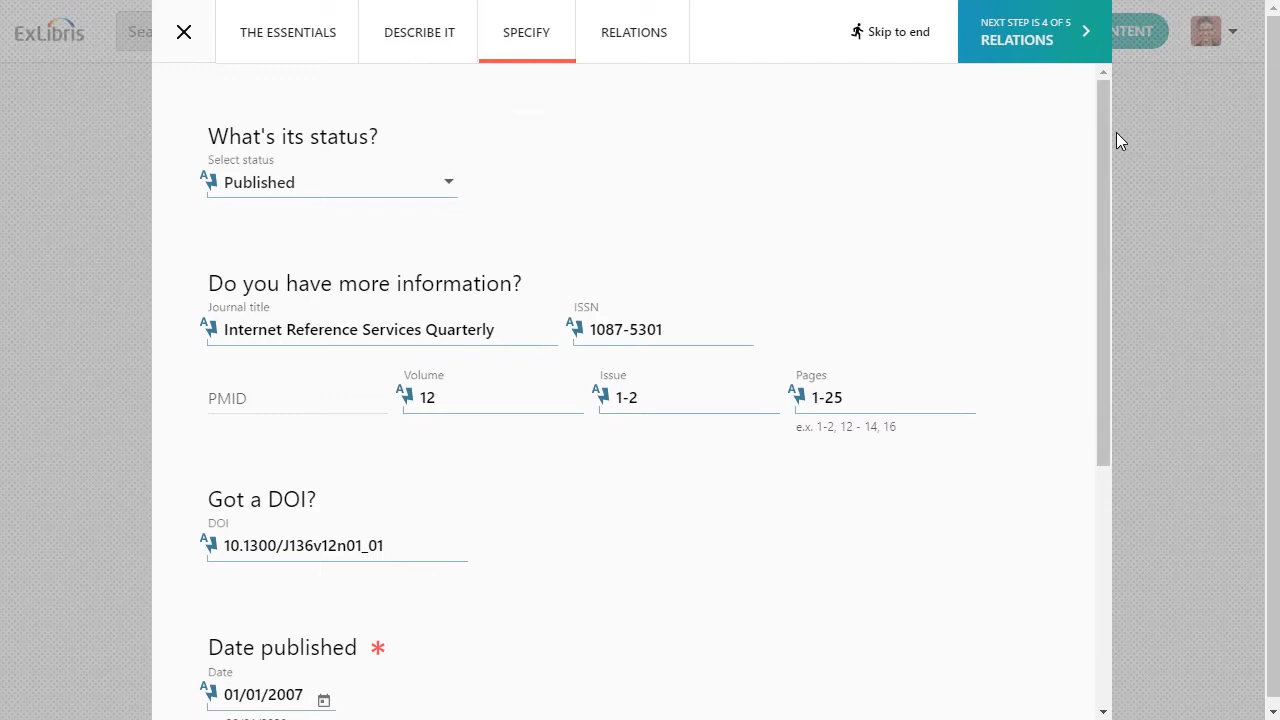 ExLibris
Sea
THE ESSENTIALS
DESCRIBE IT
SPECIFY
RELATIONS
Skip to end
NEXT STEP IS 4 OF 5
RELATIONS
NTENT
What's its status?
Select status
Published
Do you have more information?
Journal title
ISSN
Internet Reference Services Quarterly
1087-5301
Volume
Issue
Pages
PMID
12
1-2
1-25
e.x. 1-2, 12 - 14, 16
Got a DOI?
DOI
10.1300/J136v12n01_01
Date published *
Date
01/01/2007